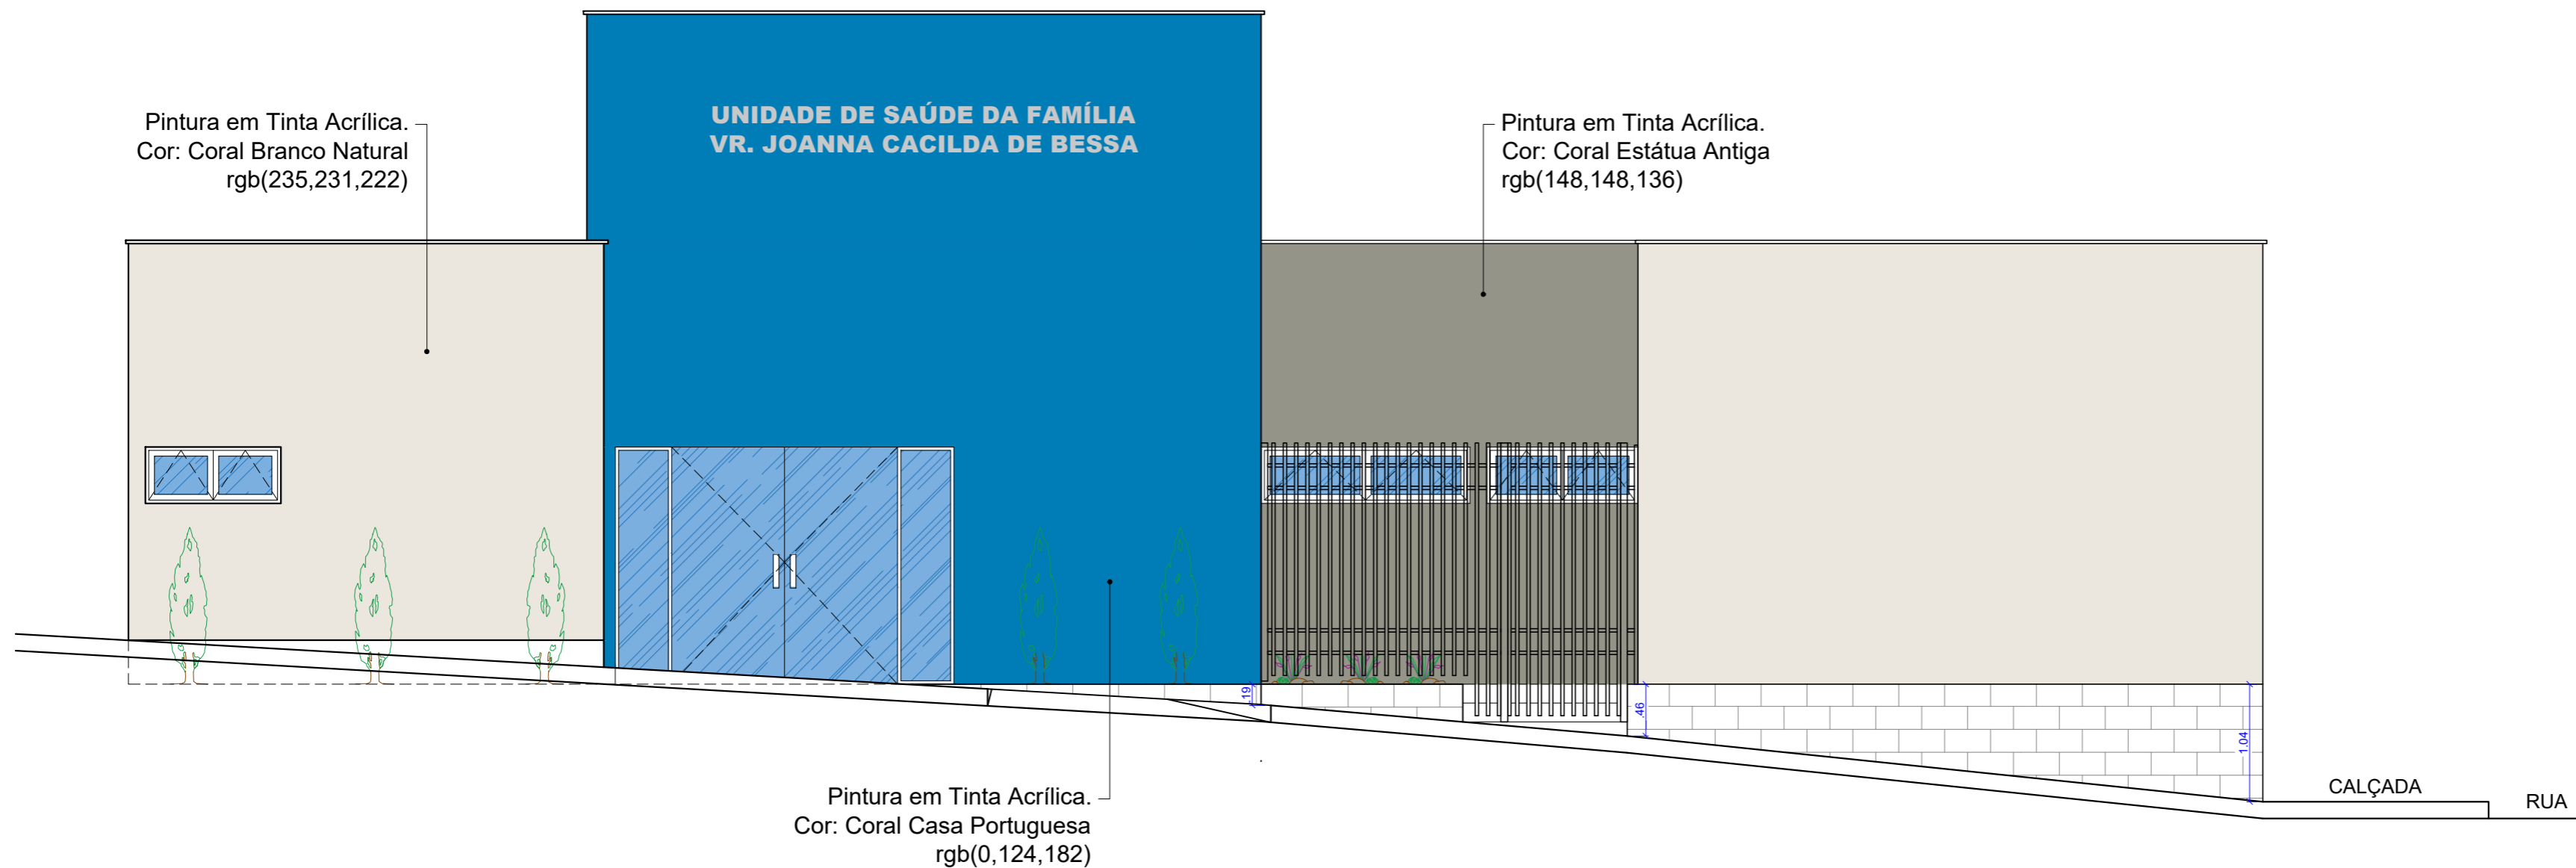 UNIDADE DE SAÚDE DA FAMÍLIA
VR. JOANNA CACILDA DE BESSA
Pintura em Tinta Acrílica.
Cor: Coral Branco Natural
rgb(235,231,222)
Pintura em Tinta Acrílica.
Cor: Coral Estátua Antiga
rgb(148,148,136)
.19
.46
1.04
CALÇADA
RUA
Pintura em Tinta Acrílica.
Cor: Coral Casa Portuguesa
rgb(0,124,182)